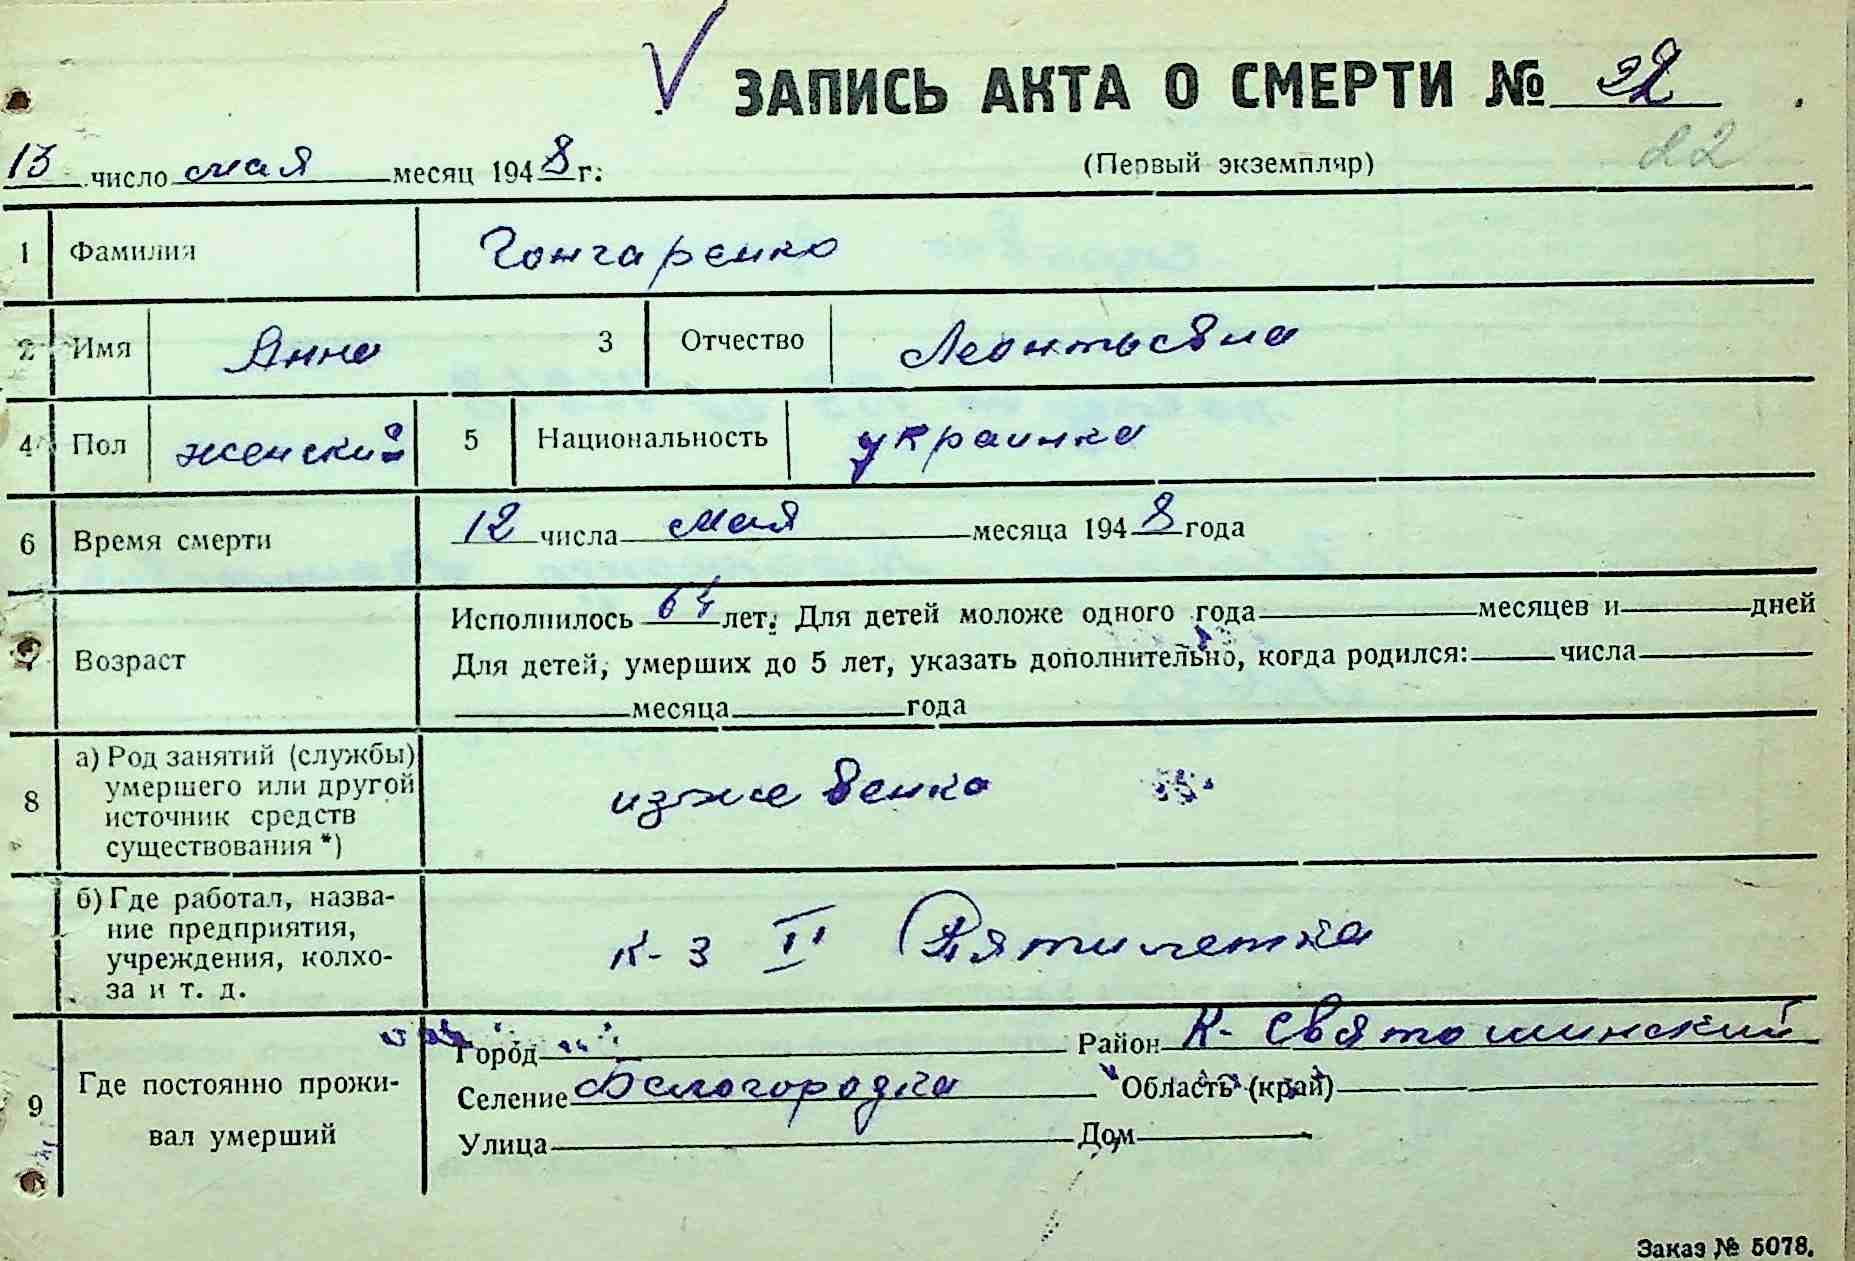 ЗАПИСЬ АКТА О СМЕРТИ № 22
22
13 число мая месяц 1948 г. (Первый экземпляр)
1 Фамилия Гончаренко
2 Имя Анна 3 Отчество Леонтьевна
4 Пол женский 5 Национальность украинка
6 Время смерти 12 числа мая месяца 1948 года
7 Возраст
Исполнилось 64 лет. Для детей моложе одного года месяцев и дней
Для детей, умерших до 5 лет, указать дополнительно, когда родился: числа
месяца года
8 а) Род занятий (службы)
умершего или другой
источник средств
существования *)
изжевенка
б) Где работал, назва-
ние предприятия,
учреждения, колхо-
за и т. д.
к-з II Пятилетка
9 Где постоянно прожи-
вал умерший
Город Район К-Святошинский
Селение Белогородка Область (край)
Улица Дом
Заказ № 5078.